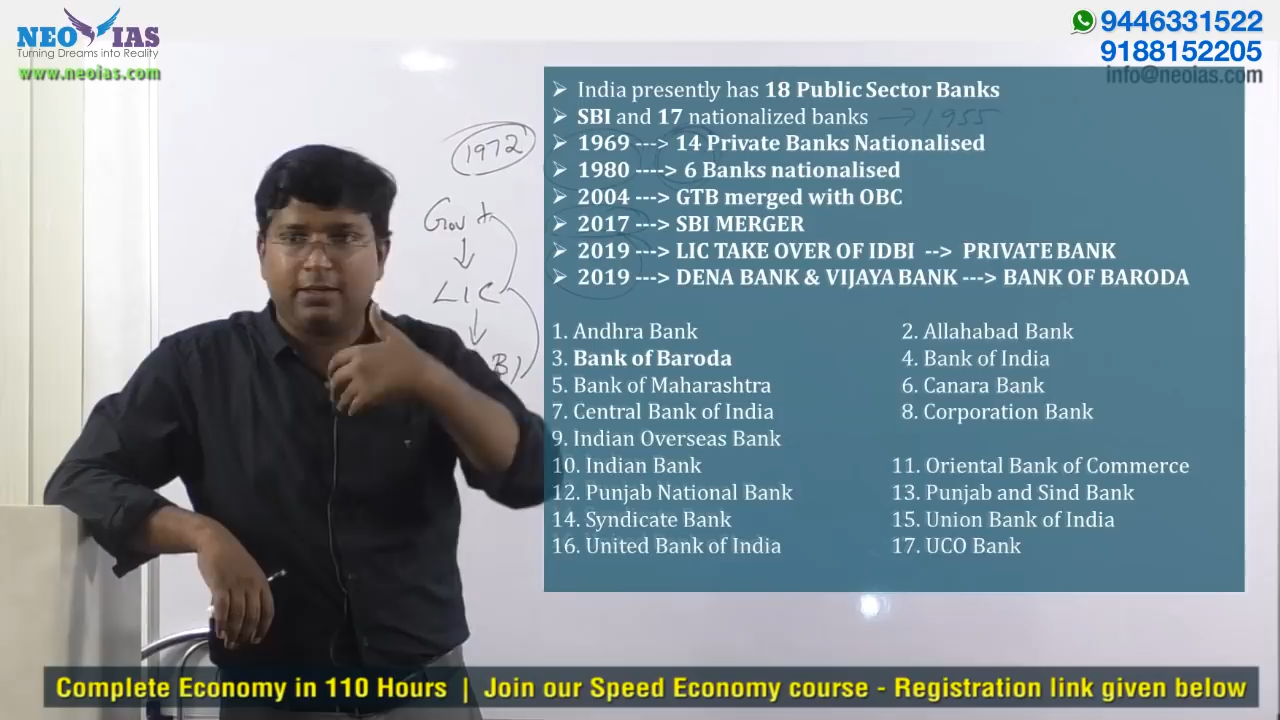 NEO IAS
Turning Dreams into Reality
www.neoias.com
9446331522
9188152205
info@neoias.com
➢ India presently has 18 Public Sector Banks
➢ SBI and 17 nationalized banks → 1955
➢ 1969 ---> 14 Private Banks Nationalised
➢ 1980 ----> 6 Banks nationalised
➢ 2004 ---> GTB merged with OBC
➢ 2017 ---> SBI MERGER
➢ 2019 ---> LIC TAKE OVER OF IDBI --> PRIVATE BANK
➢ 2019 ---> DENA BANK & VIJAYA BANK ---> BANK OF BARODA
1. Andhra Bank 2. Allahabad Bank
3. Bank of Baroda 4. Bank of India
5. Bank of Maharashtra 6. Canara Bank
7. Central Bank of India 8. Corporation Bank
9. Indian Overseas Bank
10. Indian Bank 11. Oriental Bank of Commerce
12. Punjab National Bank 13. Punjab and Sind Bank
14. Syndicate Bank 15. Union Bank of India
16. United Bank of India 17. UCO Bank
1972
Govt
↓
LIC
↓
Complete Economy in 110 Hours | Join our Speed Economy course - Registration link given below